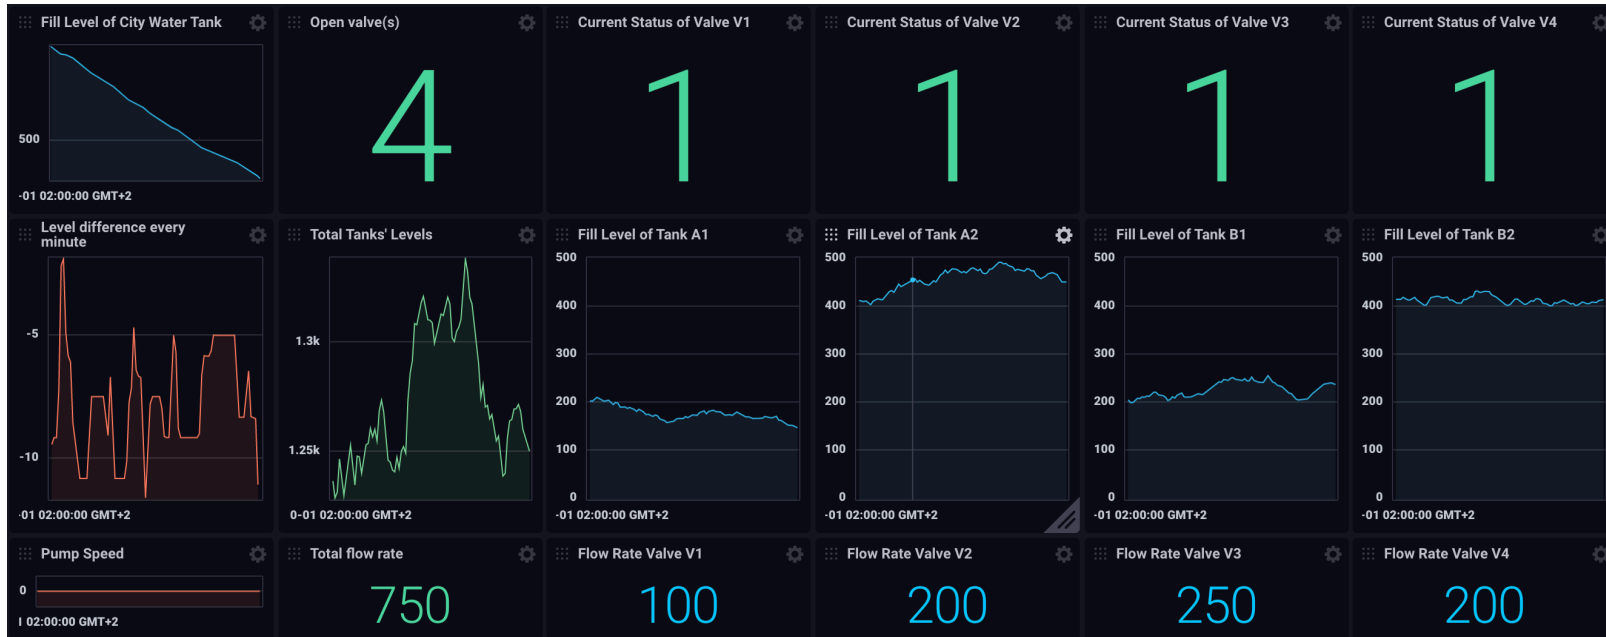 Fill Level of City Water Tank
Open valve(s)
Current Status of Valve V1
Current Status of Valve V2
Current Status of Valve V3
Current Status of Valve V4
500
-01 02:00:00 GMT+2
4
1
1
1
1
Level difference every
minute
Total Tanks' Levels
Fill Level of Tank A1
Fill Level of Tank A2
Fill Level of Tank B1
Fill Level of Tank B2
-5
-10
-01 02:00:00 GMT+2
1.3k
1.25k
0-01 02:00:00 GMT+2
500
400
300
200
100
0
-01 02:00:00 GMT+2
500
400
300
200
100
0
-01 02:00:00 GMT+2
500
400
300
200
100
0
-01 02:00:00 GMT+2
500
400
300
200
100
0
-01 02:00:00 GMT+2
Pump Speed
Total flow rate
Flow Rate Valve V1
Flow Rate Valve V2
Flow Rate Valve V3
Flow Rate Valve V4
0
02:00:00 GMT+2
750
100
200
250
200